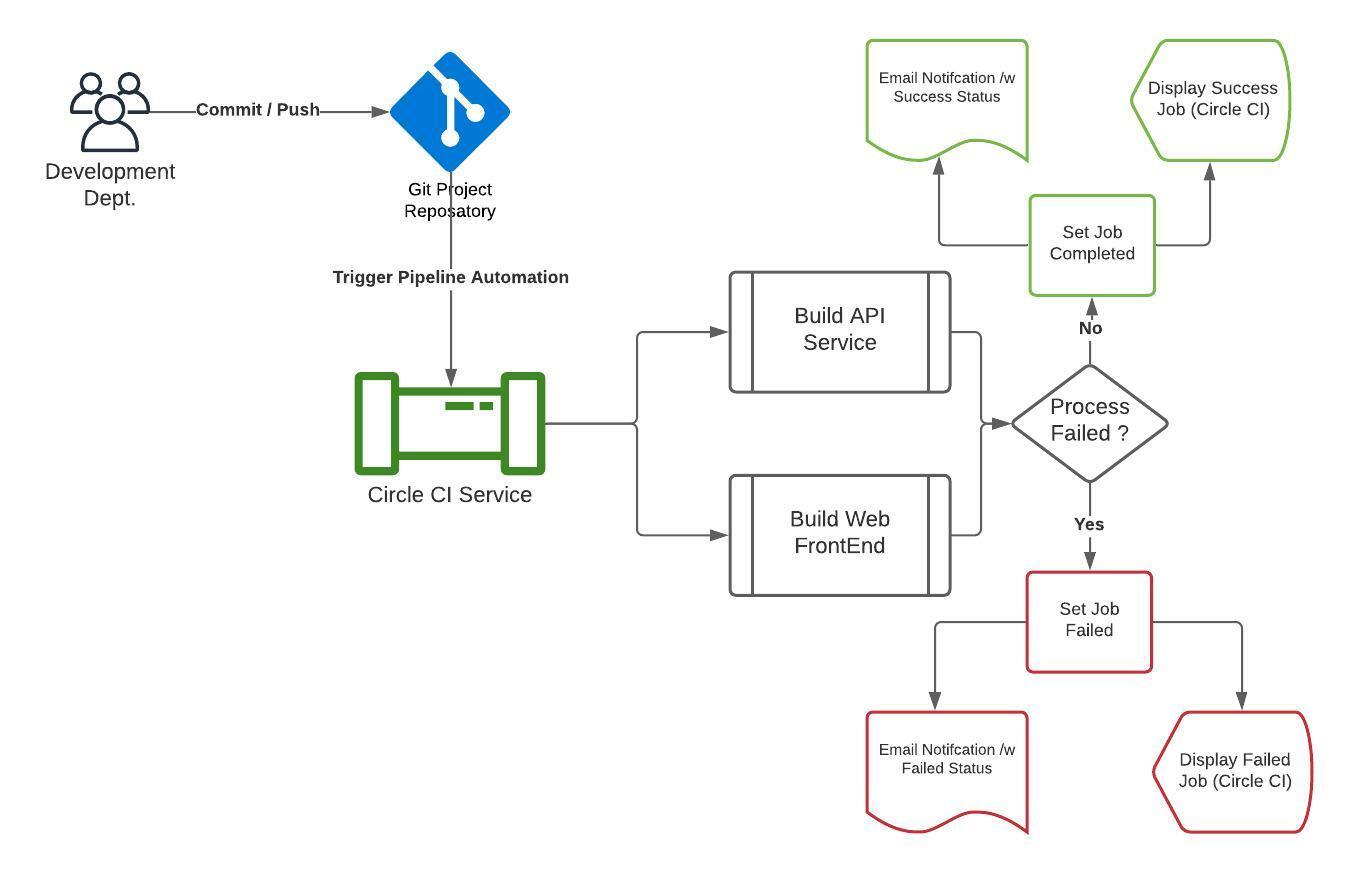 Development
Dept.
Commit / Push
Git Project
Reposatory
Trigger Pipeline Automation
Circle CI Service
Build API
Service
Build Web
FrontEnd
Process
Failed ?
No
Set Job
Completed
Email Notifcation /w
Success Status
Display Success
Job (Circle CI)
Yes
Set Job
Failed
Email Notifcation /w
Failed Status
Display Failed
Job (Circle CI)